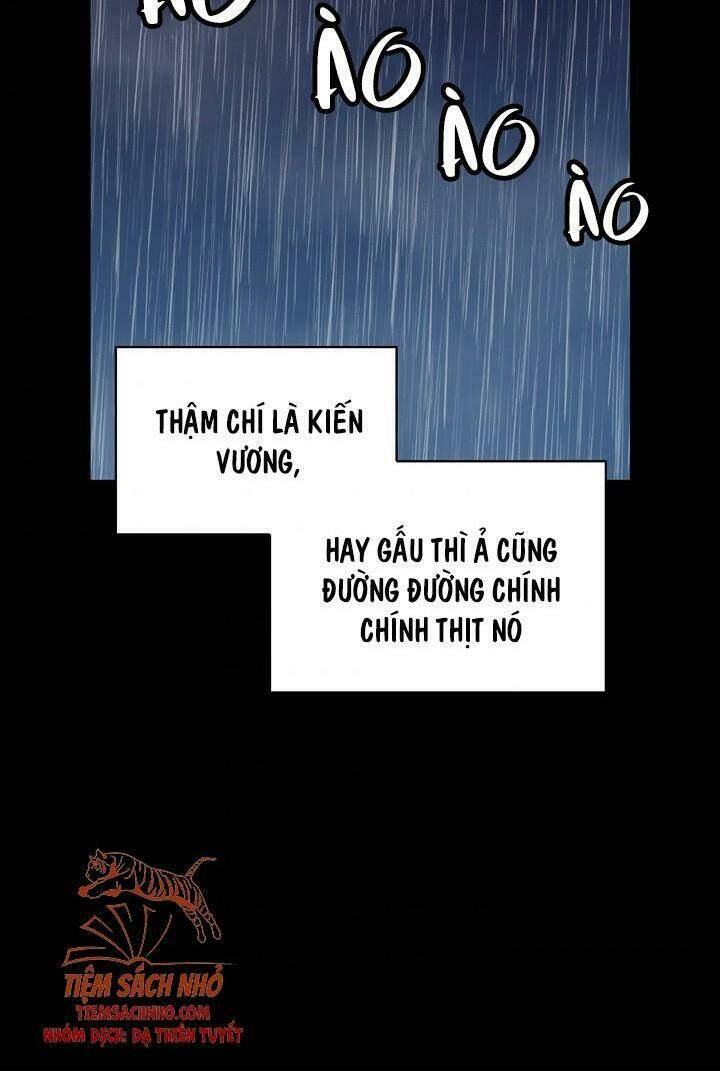 ÀO
ÀO
ÀO
ÀO
THẬM CHÍ LÀ KIẾN
VƯƠNG,
HAY GẤU THÌ Ả CŨNG
ĐƯỜNG ĐƯỜNG CHÍNH
CHÍNH THỊT NÓ
TIỆM SÁCH NHỎ
TIEMSACHNHO.COM
NHÓM DỊCH: DẠ THIÊN TUYẾT